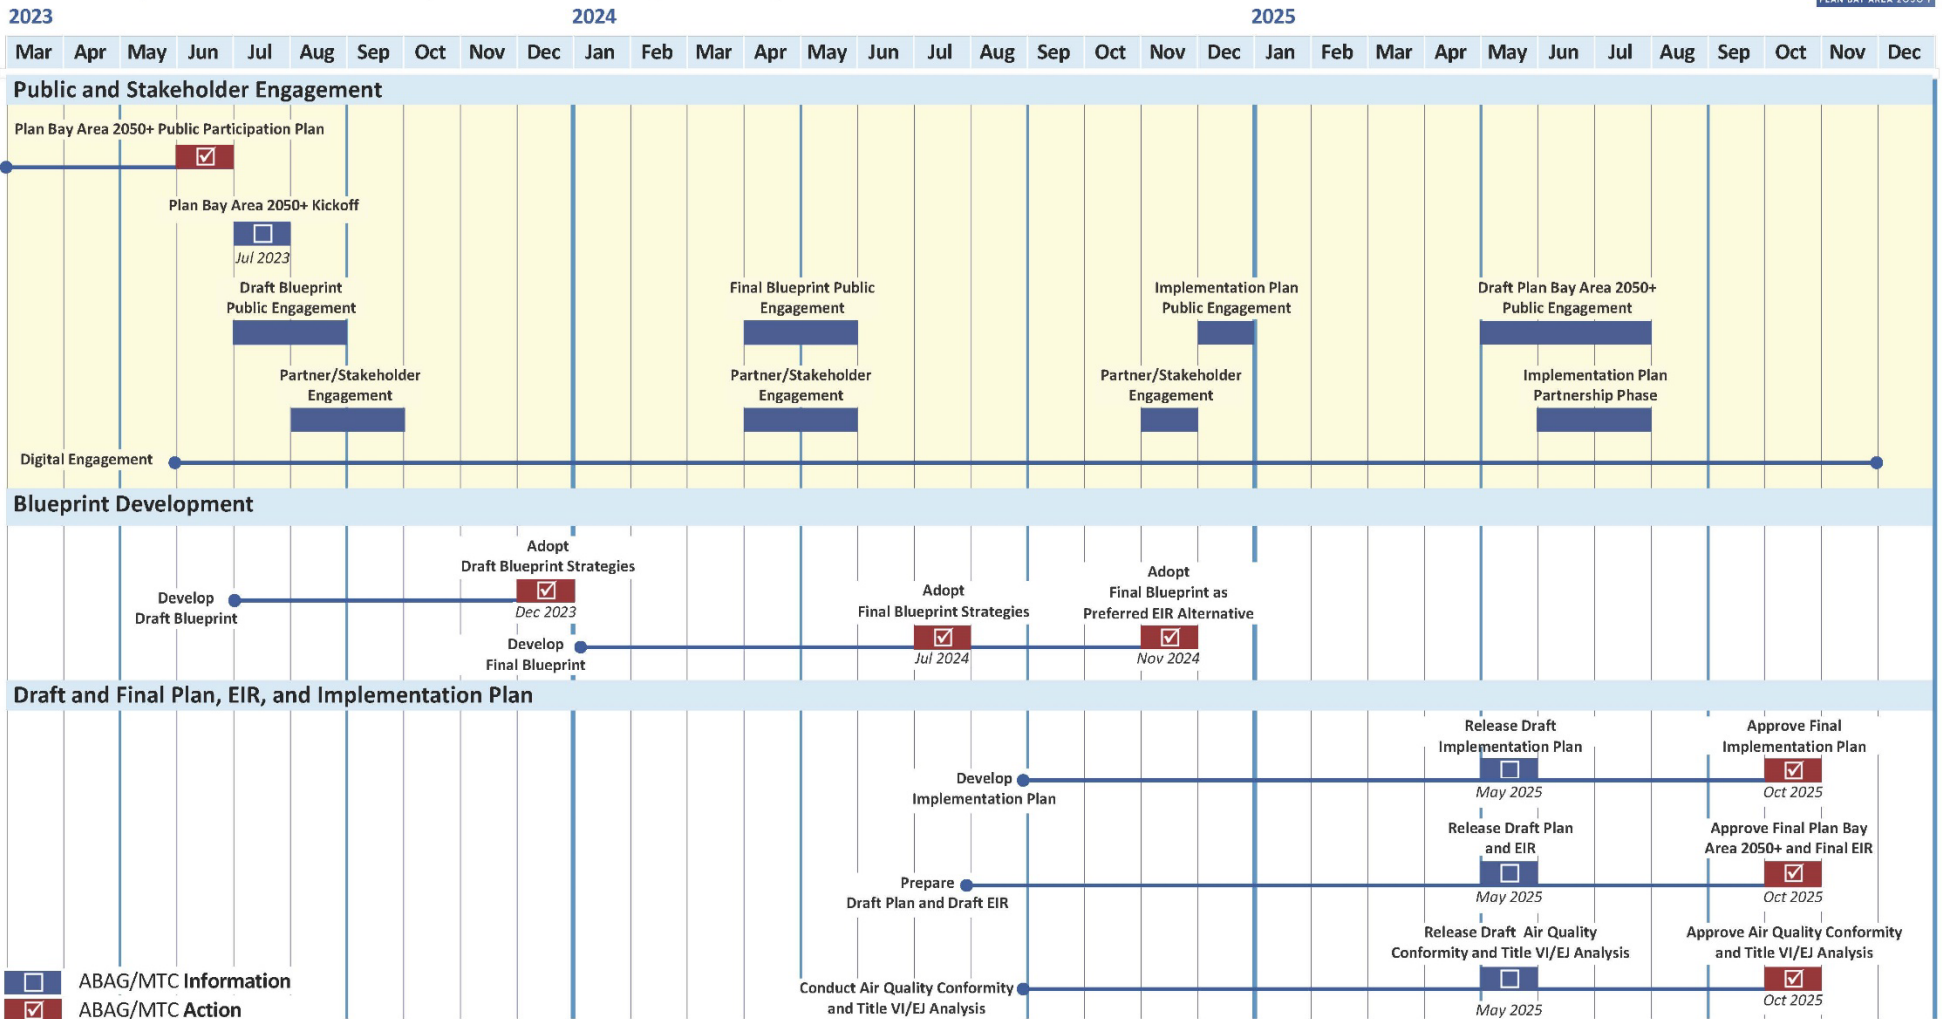 PLAN BAY AREA 2050+
2023 2024 2025
Mar Apr May Jun Jul Aug Sep Oct Nov Dec Jan Feb Mar Apr May Jun Jul Aug Sep Oct Nov Dec Jan Feb Mar Apr May Jun Jul Aug Sep Oct Nov Dec
Public and Stakeholder Engagement
Plan Bay Area 2050+ Public Participation Plan
Plan Bay Area 2050+ Kickoff
Jul 2023
Draft Blueprint
Public Engagement
Final Blueprint Public
Engagement
Implementation Plan
Public Engagement
Draft Plan Bay Area 2050+
Public Engagement
Partner/Stakeholder
Engagement
Partner/Stakeholder
Engagement
Partner/Stakeholder
Engagement
Implementation Plan
Partnership Phase
Digital Engagement
Blueprint Development
Develop
Draft Blueprint
Adopt
Draft Blueprint Strategies
Dec 2023
Develop
Final Blueprint
Adopt
Final Blueprint Strategies
Jul 2024
Adopt
Final Blueprint as
Preferred EIR Alternative
Nov 2024
Draft and Final Plan, EIR, and Implementation Plan
Develop
Implementation Plan
Release Draft
Implementation Plan
May 2025
Approve Final
Implementation Plan
Oct 2025
Prepare
Draft Plan and Draft EIR
Release Draft Plan
and EIR
May 2025
Approve Final Plan Bay
Area 2050+ and Final EIR
Oct 2025
Conduct Air Quality Conformity
and Title VI/EJ Analysis
Release Draft Air Quality
Conformity and Title VI/EJ Analysis
May 2025
Approve Air Quality Conformity
and Title VI/EJ Analysis
Oct 2025
ABAG/MTC Information
ABAG/MTC Action